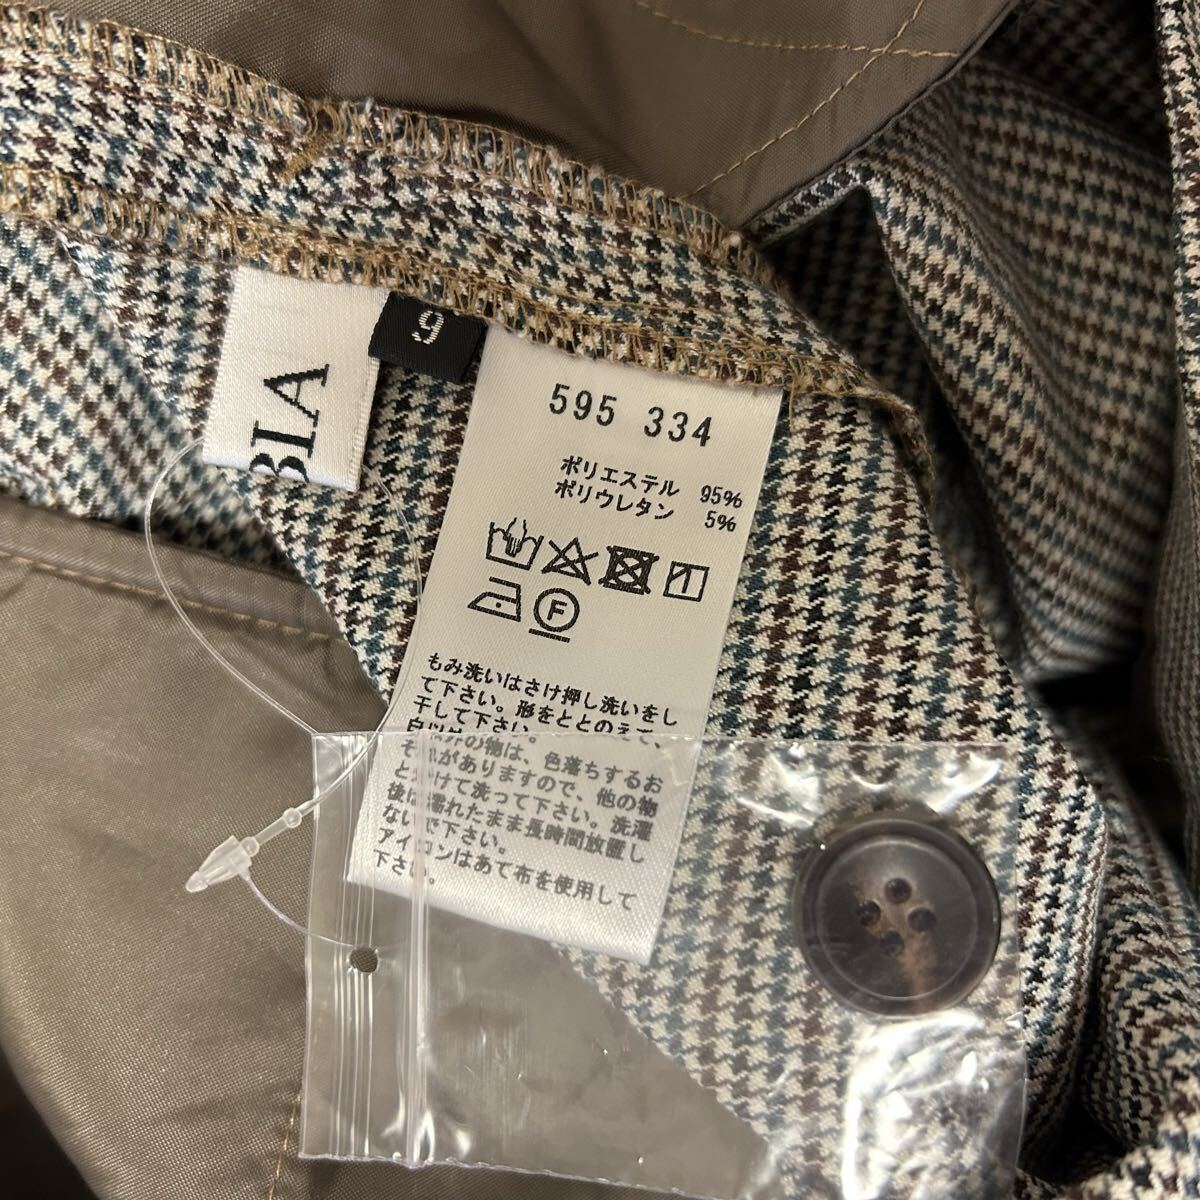 BIA
9
595 334
ポリエステル 95%
ポリウレタン 5%
F
もみ洗いはさけ押し洗いをし
て下さい。形をととのえて、
干して下さい。
白以外の物は、色落ちするお
それがありますので、他の物
と分けて洗って下さい。洗濯
後は濡れたまま長時間放置し
ないで下さい。
アイロンはあて布を使用して
下さい。